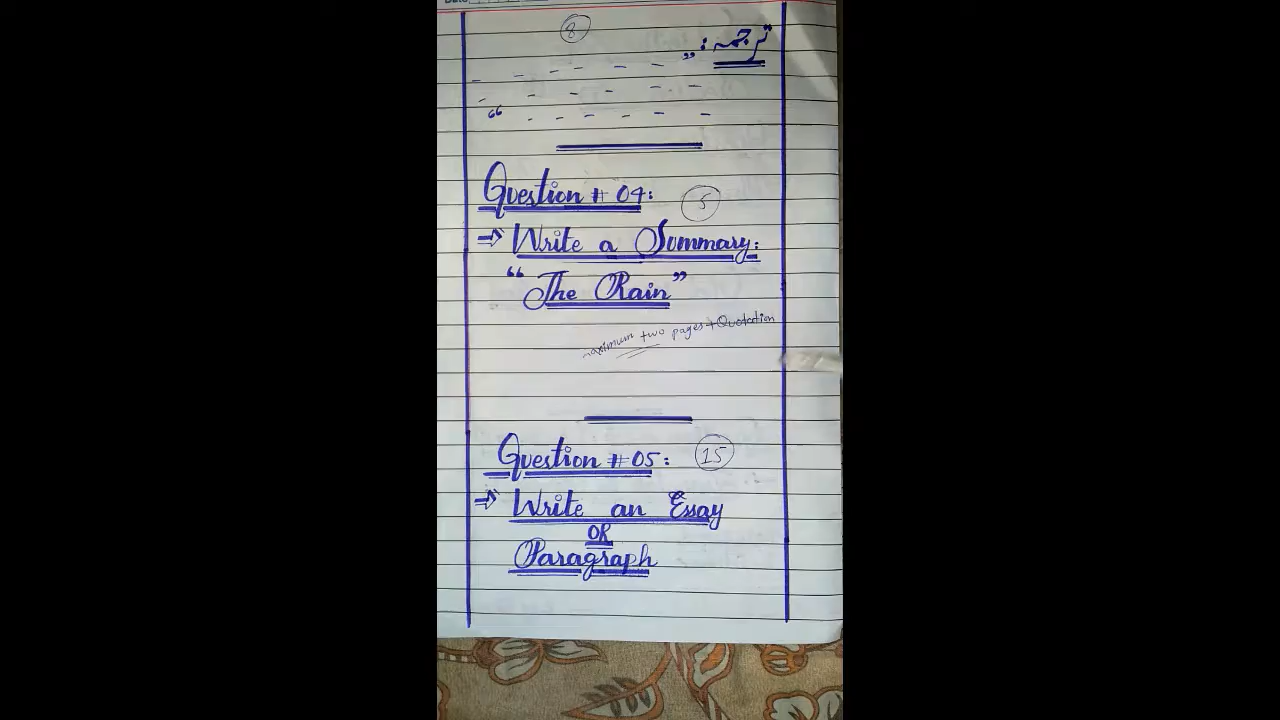 8
"ترجمہ:
"
"
Question # 04:
5
⇒ Write a Summary:
"The Rain"
maximum two pages + Quotation
Question # 05:
15
⇒ Write an Essay
OR
Paragraph